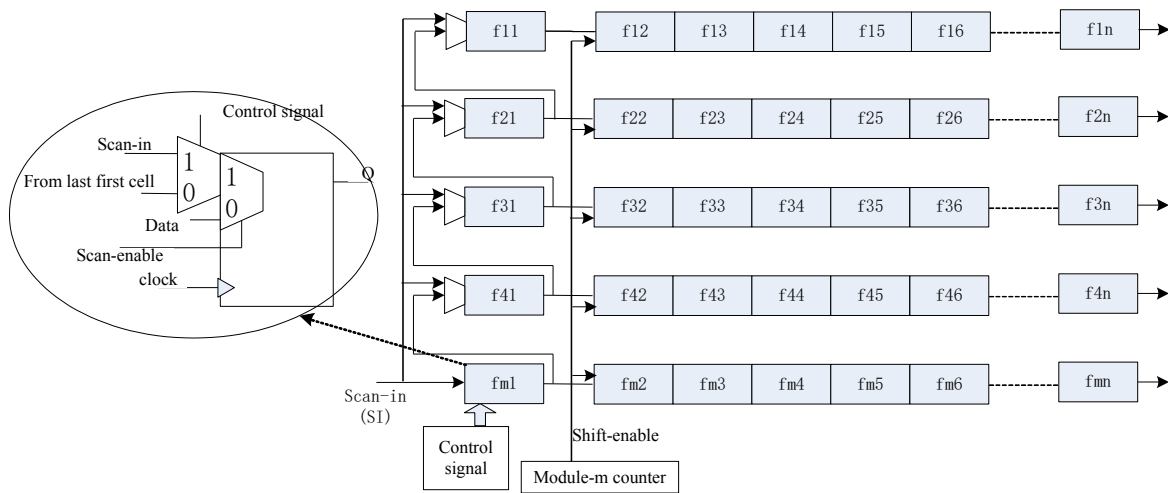 f11 f12 f13 f14 f15 f16 f1n
f21 f22 f23 f24 f25 f26 f2n
f31 f32 f33 f34 f35 f36 f3n
f41 f42 f43 f44 f45 f46 f4n
fm1 fm2 fm3 fm4 fm5 fm6 fmn
Control signal
Scan-in
From last first cell
Data
Scan-enable
clock
1
0
1
0
Q
Scan-in
(SI)
Control
signal
Shift-enable
Module-m counter